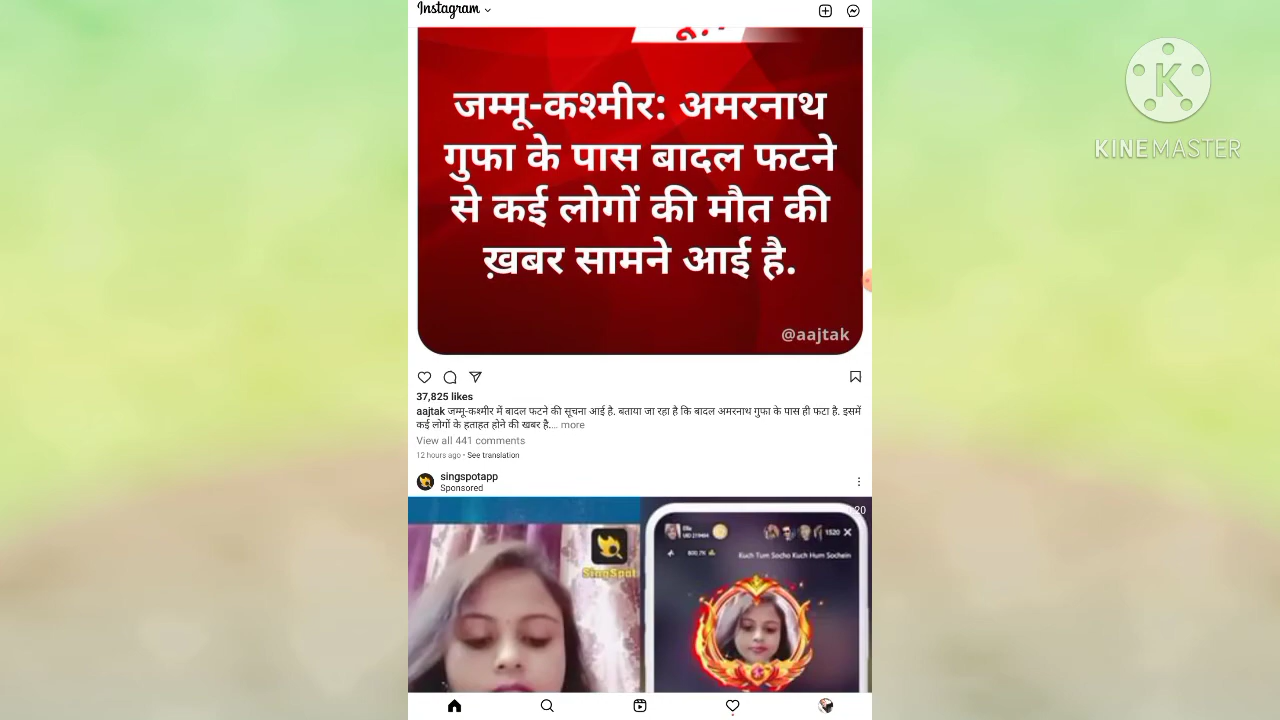 Instagram
KINEMASTER
जम्मू-कश्मीर: अमरनाथ
गुफा के पास बादल फटने
से कई लोगों की मौत की
ख़बर सामने आई है.
@aajtak
37,825 likes
aajtak जम्मू-कश्मीर में बादल फटने की सूचना आई है. बताया जा रहा है कि बादल अमरनाथ गुफा के पास ही फटा है. इसमें
कई लोगों के हताहत होने की खबर है.... more
View all 441 comments
12 hours ago • See translation
singspotapp
Sponsored
SingSpot
Ella
1520
Kuch Tum Socho Kuch Hum Sochein